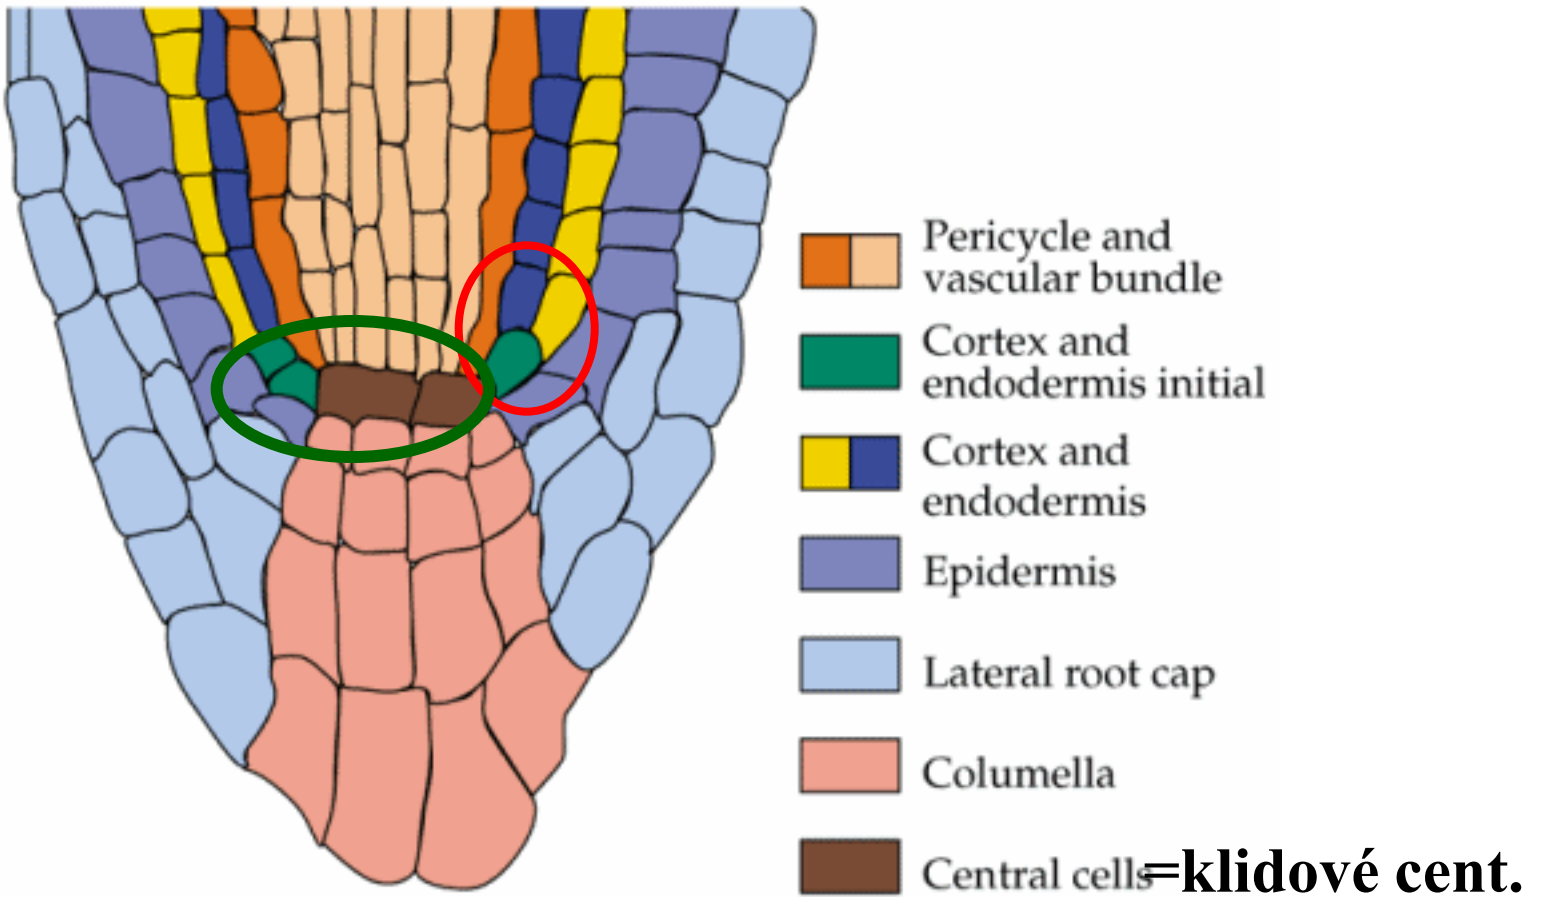 Pericycle and
vascular bundle
Cortex and
endodermis initial
Cortex and
endodermis
Epidermis
Lateral root cap
Columella
Central cells=klidové cent.